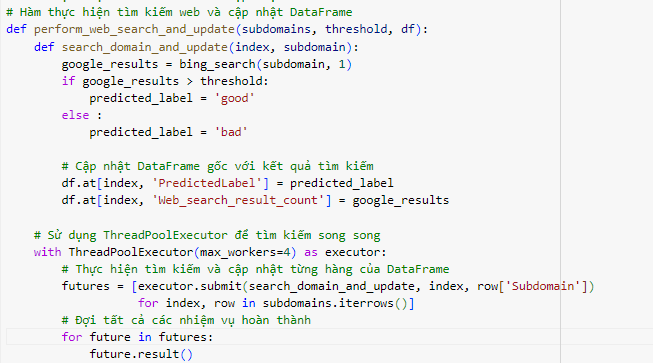 # Hàm thực hiện tìm kiếm web và cập nhật DataFrame
def perform_web_search_and_update(subdomains, threshold, df):
    def search_domain_and_update(index, subdomain):
        google_results = bing_search(subdomain, 1)
        if google_results > threshold:
            predicted_label = 'good'
        else :
            predicted_label = 'bad'

        # Cập nhật DataFrame gốc với kết quả tìm kiếm
        df.at[index, 'PredictedLabel'] = predicted_label
        df.at[index, 'Web_search_result_count'] = google_results

    # Sử dụng ThreadPoolExecutor để tìm kiếm song song
    with ThreadPoolExecutor(max_workers=4) as executor:
        # Thực hiện tìm kiếm và cập nhật từng hàng của DataFrame
        futures = [executor.submit(search_domain_and_update, index, row['Subdomain'])
                   for index, row in subdomains.iterrows()]
        # Đợi tất cả các nhiệm vụ hoàn thành
        for future in futures:
            future.result()